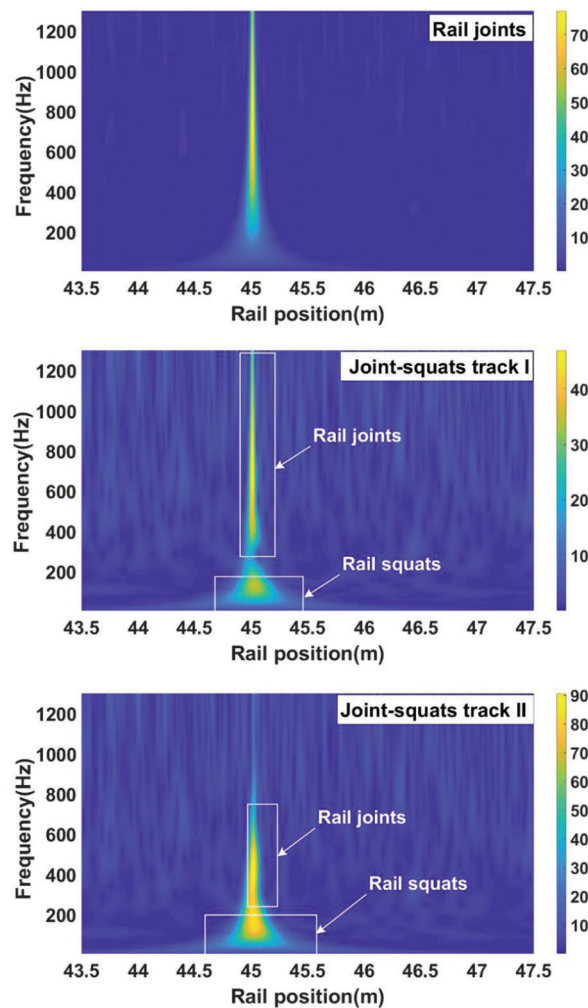 Rail joints
Frequency(Hz)
1200
1000
800
600
400
200
43.5 44 44.5 45 45.5 46 46.5 47 47.5
Rail position(m)
70
60
50
40
30
20
10
Joint-squats track I
Rail joints
Rail squats
Frequency(Hz)
1200
1000
800
600
400
200
43.5 44 44.5 45 45.5 46 46.5 47 47.5
Rail position(m)
40
30
20
10
Joint-squats track II
Rail joints
Rail squats
Frequency(Hz)
1200
1000
800
600
400
200
43.5 44 44.5 45 45.5 46 46.5 47 47.5
Rail position(m)
90
80
70
60
50
40
30
20
10